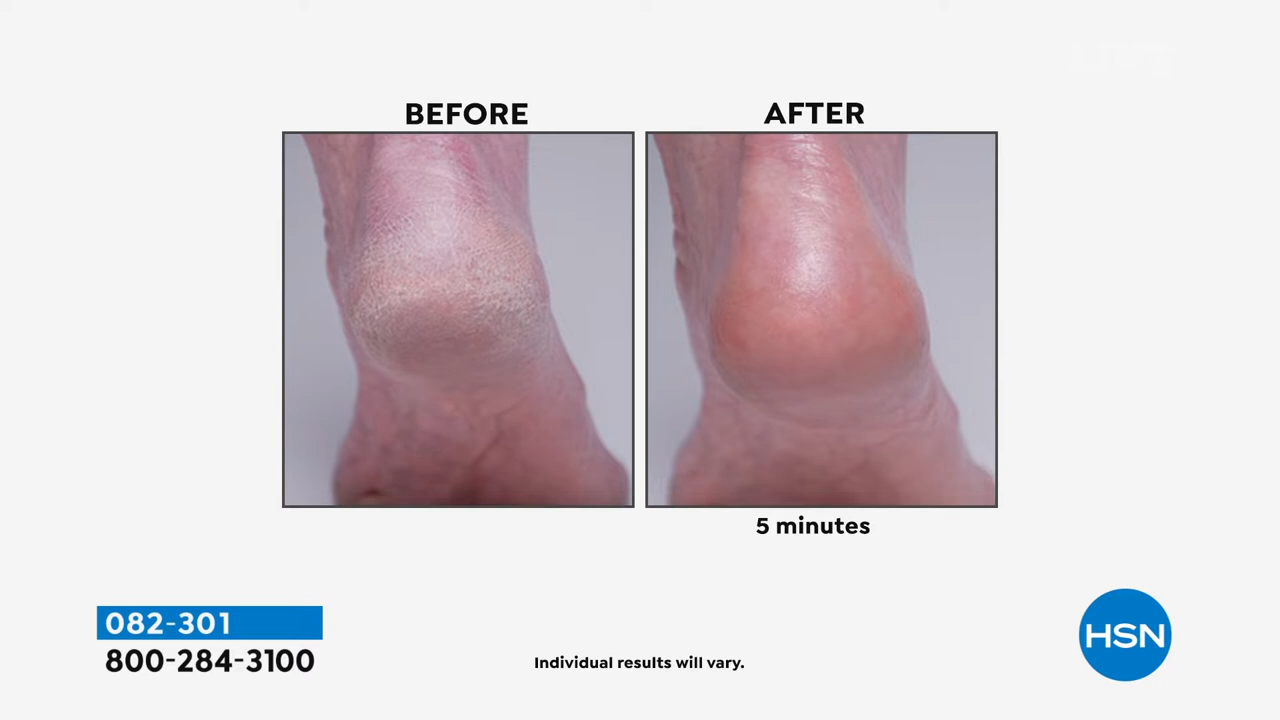 BEFORE
AFTER
5 minutes
082-301
800-284-3100
Individual results will vary.
HSN